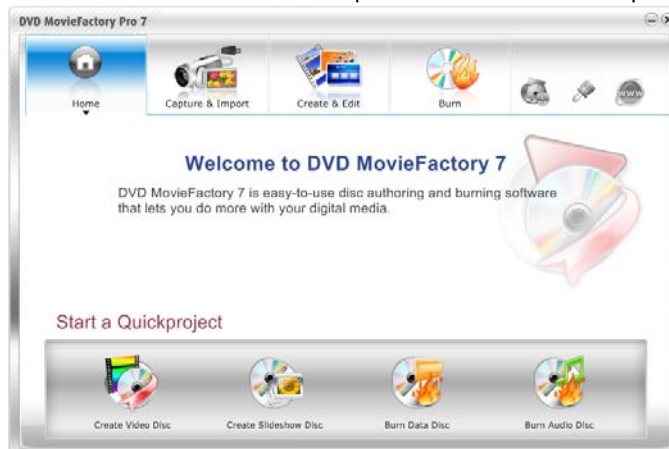 DVD MovieFactory Pro 7
Home
Capture & Import
Create & Edit
Burn
WWW
Welcome to DVD MovieFactory 7
DVD MovieFactory 7 is easy-to-use disc authoring and burning software
that lets you do more with your digital media.
Start a Quickproject
Create Video Disc
Create Slideshow Disc
Burn Data Disc
Burn Audio Disc